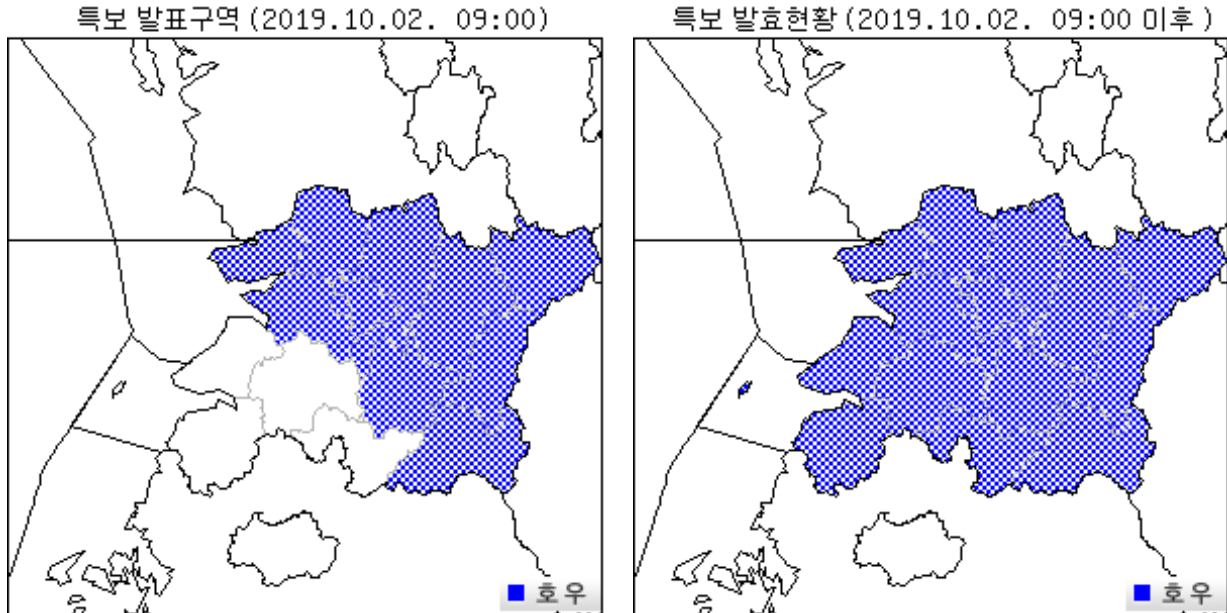 특보 발표구역 (2019.10.02. 09:00)
특보 발효현황 (2019.10.02. 09:00 이후 )
호우
호우